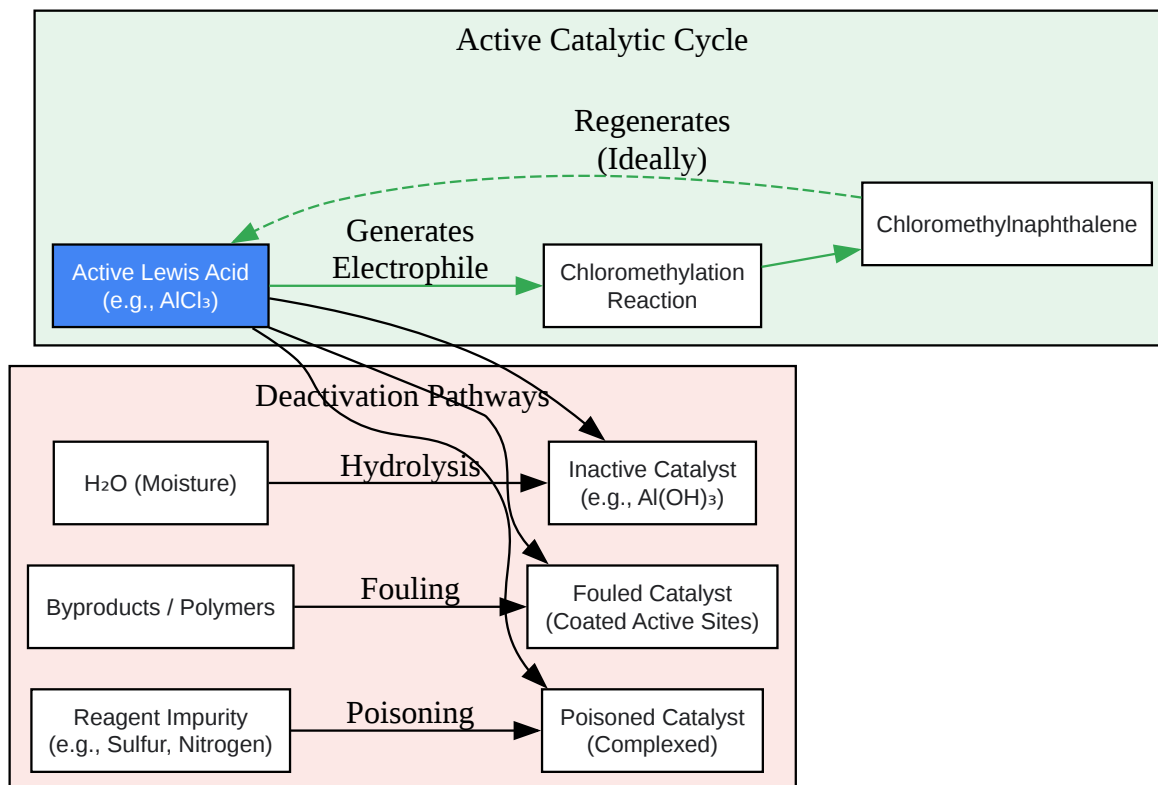 Active Catalytic Cycle
Regenerates
(Ideally)
Chloromethylnaphthalene
Generates
Electrophile
Active Lewis Acid
(e.g., AlCl₃)
Chloromethylation
Reaction
Deactivation Pathways
H₂O (Moisture)
Hydrolysis
Inactive Catalyst
(e.g., Al(OH)₃)
Byproducts / Polymers
Fouling
Fouled Catalyst
(Coated Active Sites)
Reagent Impurity
(e.g., Sulfur, Nitrogen)
Poisoning
Poisoned Catalyst
(Complexed)